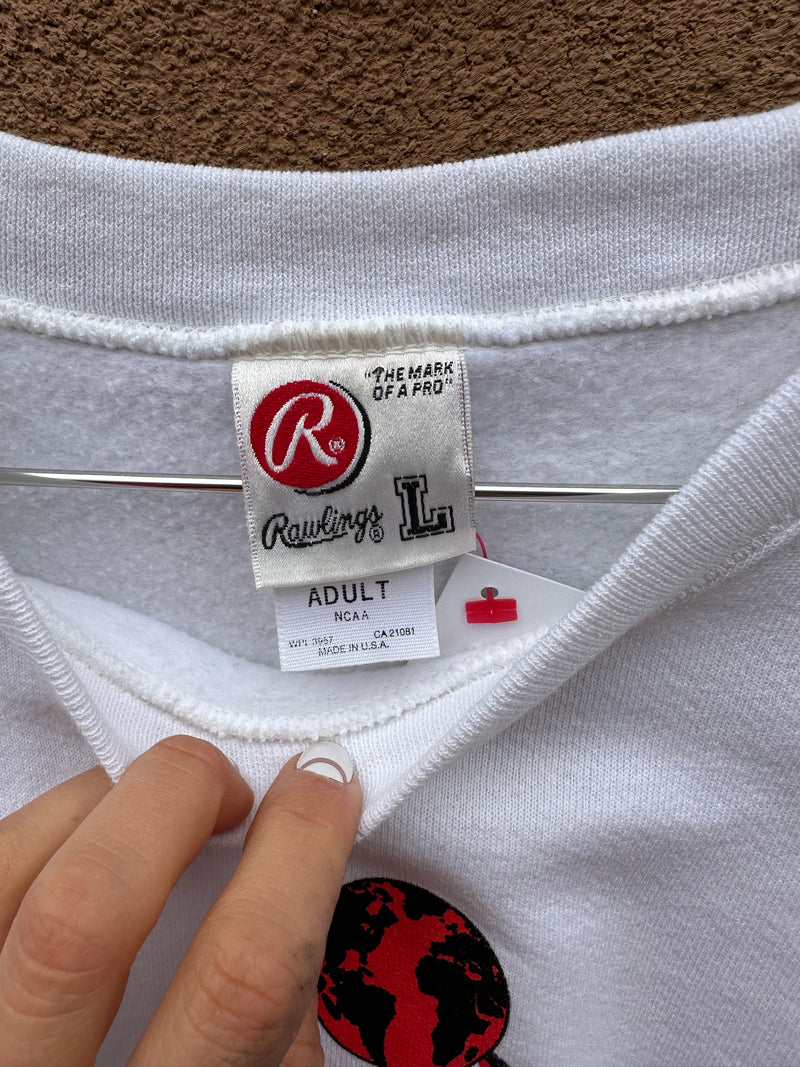 "THE MARK
OF A PRO"
R®
Rawlings® L
ADULT
NCAA
WPL 3957 CA 21081
MADE IN U.S.A.